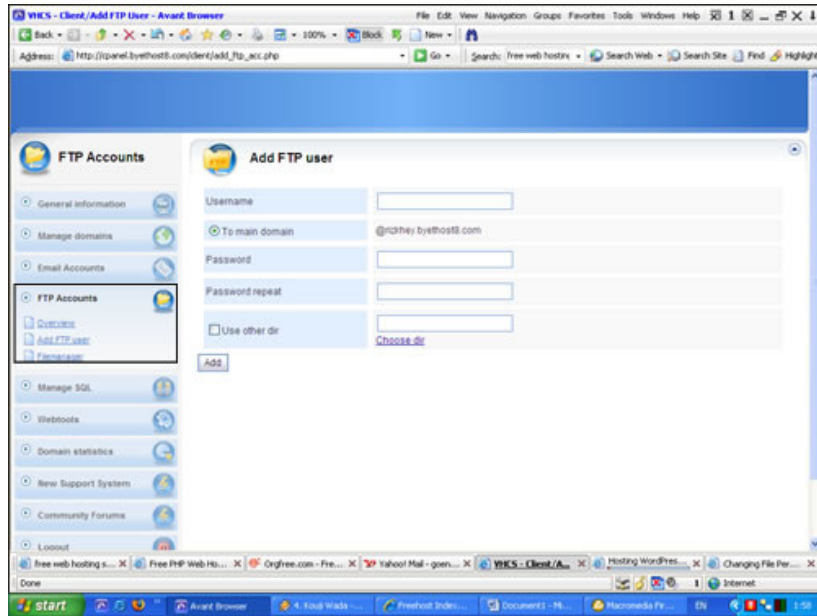 VHCS - Client/Add FTP User - Avant Browser
File Edit View Navigation Groups Favorites Tools Windows Help
Back
100%
Block
New
Address: http://cpanel.byethost8.com/client/add_ftp_acc.php
Go
Search: free web hosting
Search Web
Search Site
Find
Highlight
FTP Accounts
Add FTP user
General information
Manage domains
Email Accounts
FTP Accounts
Overview
Add FTP user
Filemanager
Manage SQL
Webtools
Domain statistics
New Support System
Community Forums
Logout
Username
To main domain
@rickhey.byethost8.com
Password
Password repeat
Use other dir
Choose dir
Add
free web hosting s...
Free PHP Web Ho...
Orgfree.com - Fre...
Yahoo! Mail - goen...
VHCS - Client/A...
Hosting WordPres...
Changing File Per...
Done
1
Internet
start
Avant Browser
4. Kouji Wada -...
Freehost Index...
Document1 - M...
Macromedia Fir...
EN
1:58